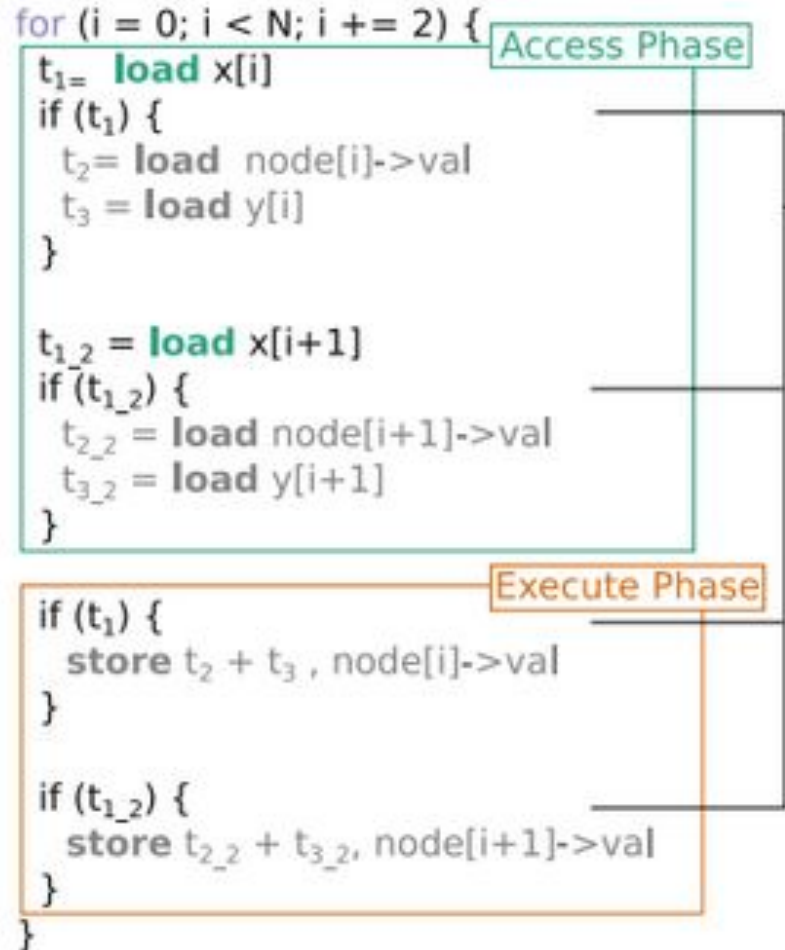 for (i = 0; i < N; i += 2) {
Access Phase
t1= load x[i]
if (t1) {
t2= load node[i]->val
t3 = load y[i]
}
t1_2 = load x[i+1]
if (t1_2) {
t2_2 = load node[i+1]->val
t3_2 = load y[i+1]
}
Execute Phase
if (t1) {
store t2 + t3 , node[i]->val
}
if (t1_2) {
store t2_2 + t3_2, node[i+1]->val
}
}